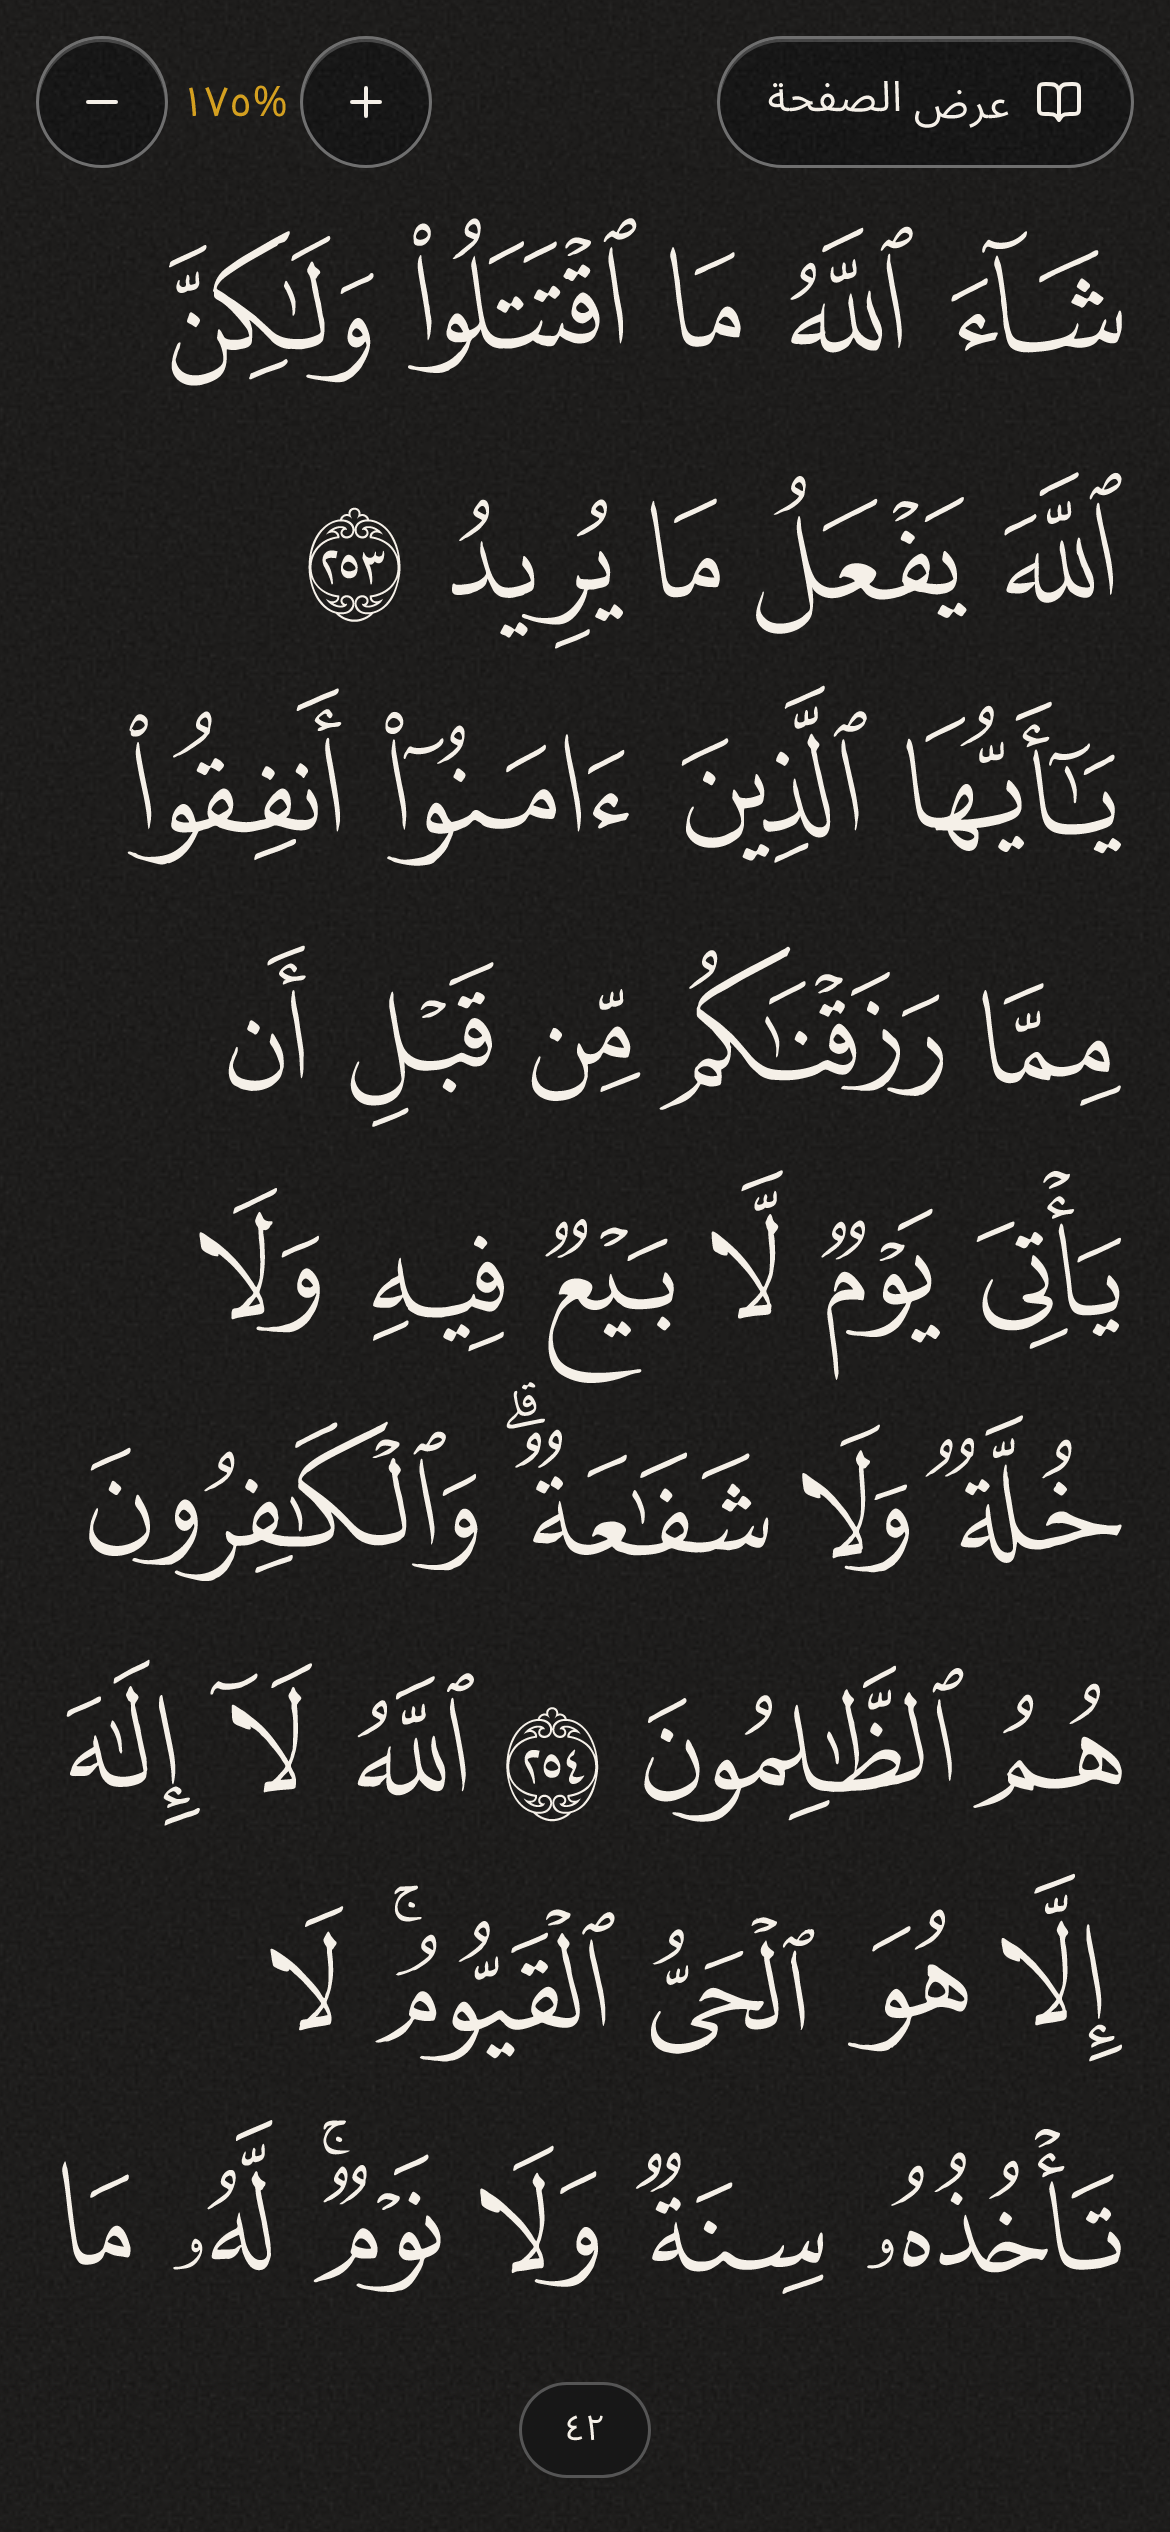 عرض الصفحة + ١٧٥% −
شَآءَ ٱللَّهُ مَا ٱقْتَتَلُوا۟ وَلَـٰكِنَّ
ٱللَّهَ يَفْعَلُ مَا يُرِيدُ ٢٥٣
يَـٰٓأَيُّهَا ٱلَّذِينَ ءَامَنُوٓا۟ أَنفِقُوا۟
مِمَّا رَزَقْنَـٰكُم مِّن قَبْلِ أَن
يَأْتِىَ يَوْمٌ لَّا بَيْعٌ فِيهِ وَلَا
خُلَّةٌ وَلَا شَفَـٰعَةٌ ۗ وَٱلْكَـٰفِرُونَ
هُمُ ٱلظَّـٰلِمُونَ ٢٥٤ ٱللَّهُ لَآ إِلَـٰهَ
إِلَّا هُوَ ٱلْحَىُّ ٱلْقَيُّومُ ۚ لَا
تَأْخُذُهُۥ سِنَةٌ وَلَا نَوْمٌ ۚ لَّهُۥ مَا
٤٢